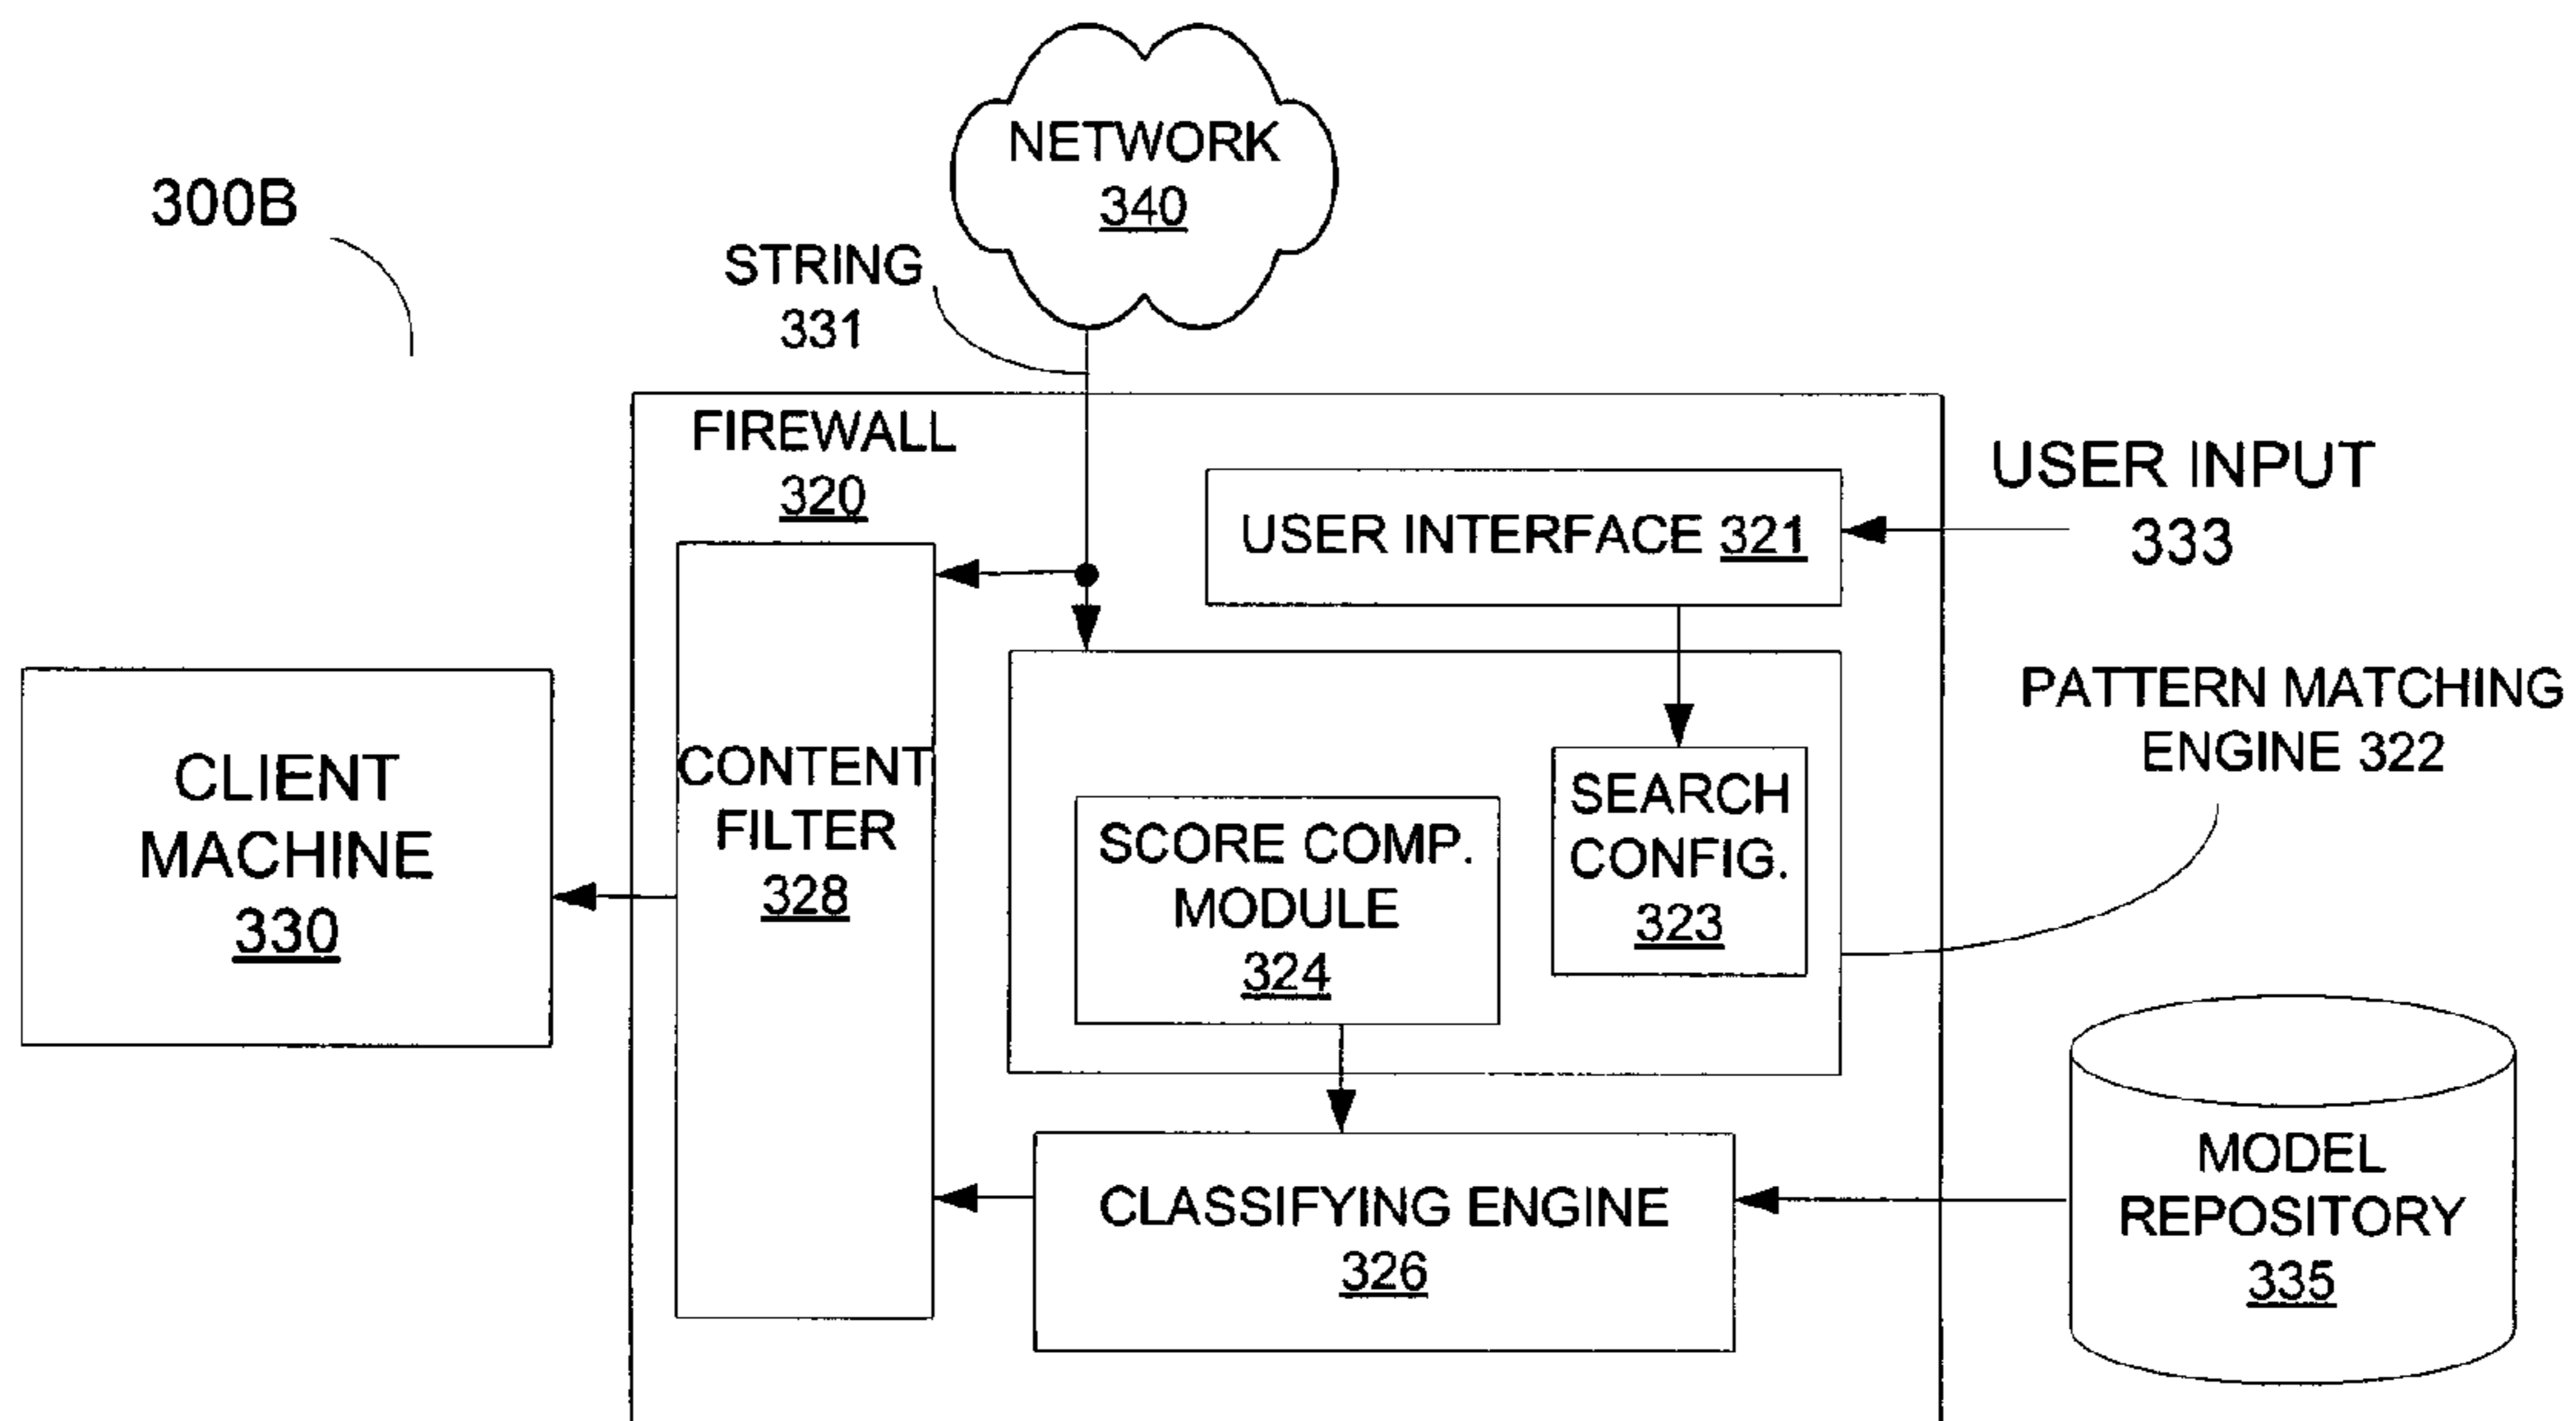 NETWORK
340
300B
STRING
331
FIREWALL
320
USER INTERFACE 321
USER INPUT
333
PATTERN MATCHING
ENGINE 322
CLIENT
MACHINE
330
CONTENT
FILTER
328
SCORE COMP.
MODULE
324
SEARCH
CONFIG.
323
CLASSIFYING ENGINE
326
MODEL
REPOSITORY
335